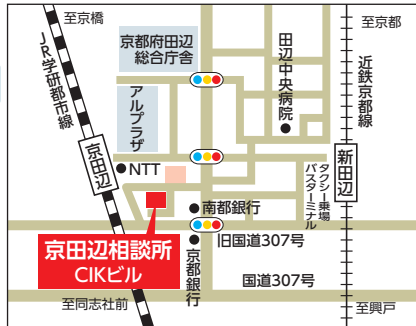 至京橋
至京都
JR学研都市線
京都府田辺
総合庁舎
田辺中央病院
近鉄京都線
アルプラザ
京田辺
NTT
新田辺
タクシー乗場
バスターミナル
南都銀行
旧国道307号
京田辺相談所
CIKビル
京都銀行
国道307号
至同志社前
至興戸